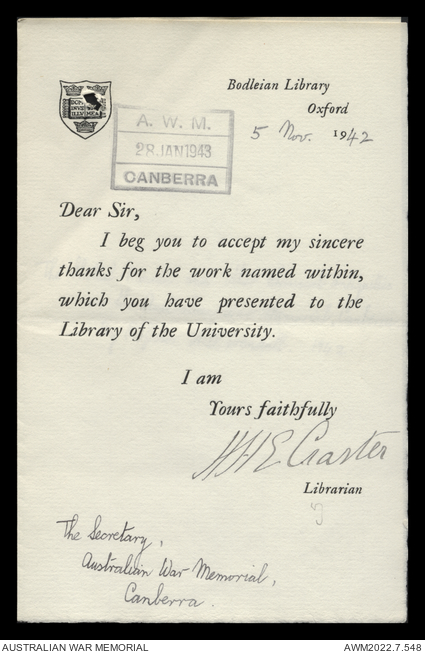 Bodleian Library
Oxford
5 Nov. 1942
A. W. M.
28 JAN 1943
CANBERRA
Dear Sir,
I beg you to accept my sincere
thanks for the work named within,
which you have presented to the
Library of the University.
I am
Yours faithfully
HHE Craster
Librarian
The Secretary,
Australian War Memorial,
Canberra.
AUSTRALIAN WAR MEMORIAL
AWM2022.7.548